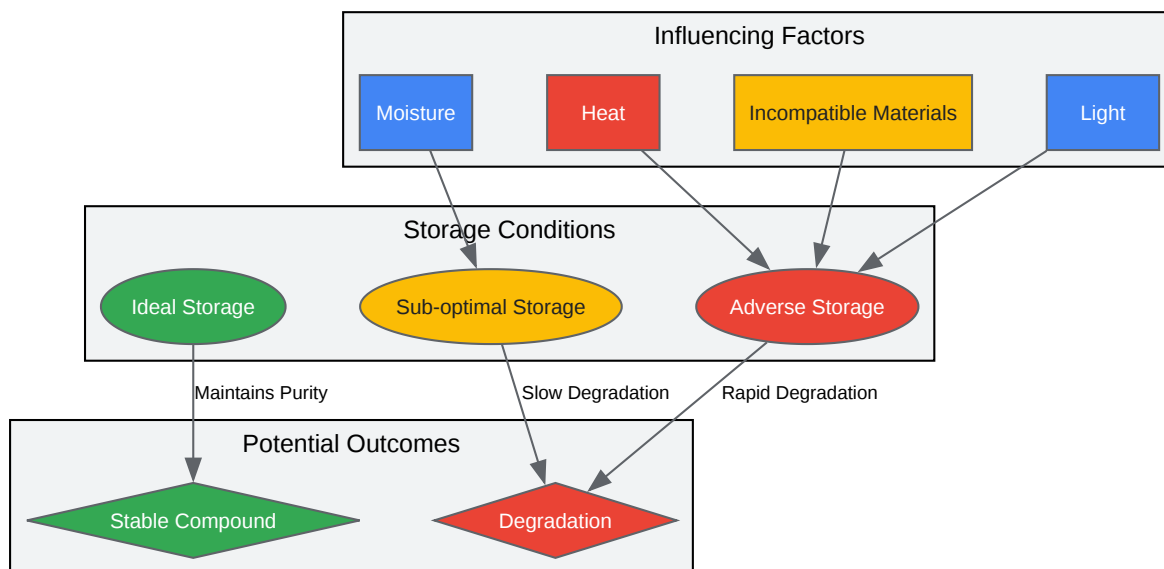 Influencing Factors
Moisture
Heat
Incompatible Materials
Light
Storage Conditions
Ideal Storage
Sub-optimal Storage
Adverse Storage
Maintains Purity
Slow Degradation
Rapid Degradation
Potential Outcomes
Stable Compound
Degradation